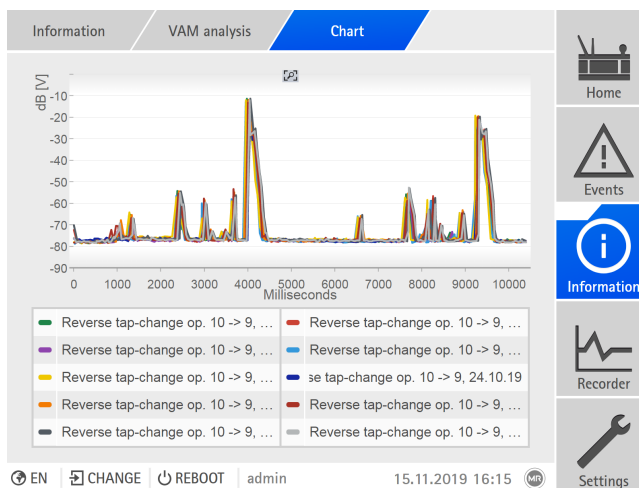 Information
VAM analysis
Chart
dB [V]
-10
-20
-30
-40
-50
-60
-70
-80
-90
0 1000 2000 3000 4000 5000 6000 7000 8000 9000 10000
Milliseconds
Reverse tap-change op. 10 -> 9, ...
Reverse tap-change op. 10 -> 9, ...
Reverse tap-change op. 10 -> 9, ...
Reverse tap-change op. 10 -> 9, ...
Reverse tap-change op. 10 -> 9, ...
se tap-change op. 10 -> 9, 24.10.19
Reverse tap-change op. 10 -> 9, ...
Reverse tap-change op. 10 -> 9, ...
Reverse tap-change op. 10 -> 9, ...
Reverse tap-change op. 10 -> 9, ...
Home
Events
Information
Recorder
Settings
EN
CHANGE
REBOOT
admin
15.11.2019 16:15
MR